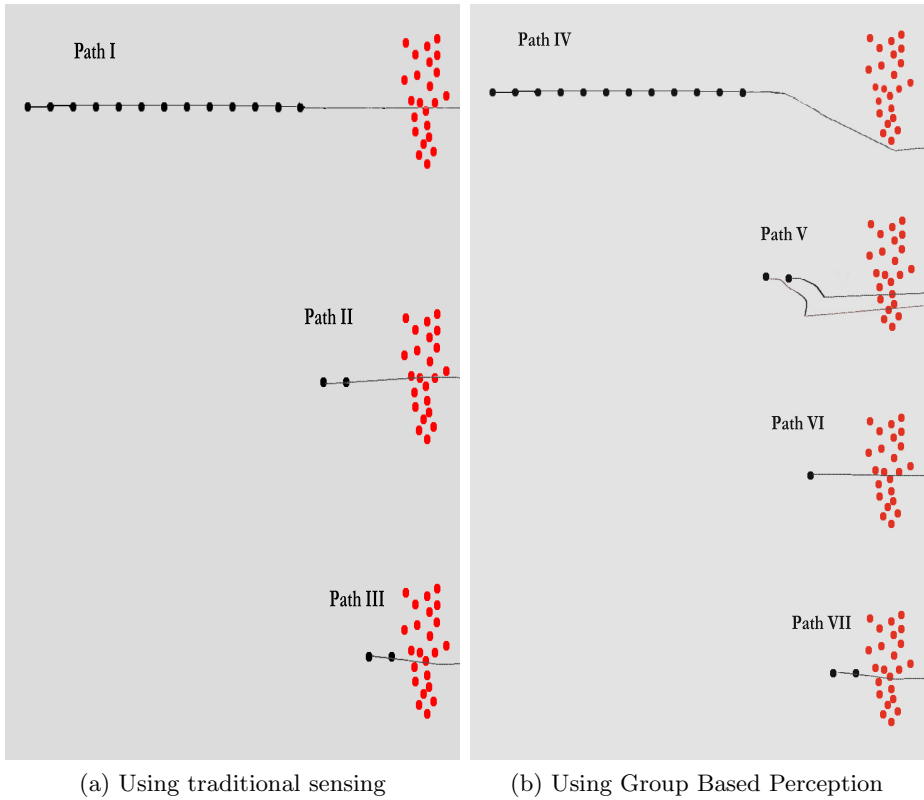 Path I
Path II
Path III
(a) Using traditional sensing
Path IV
Path V
Path VI
Path VII
(b) Using Group Based Perception